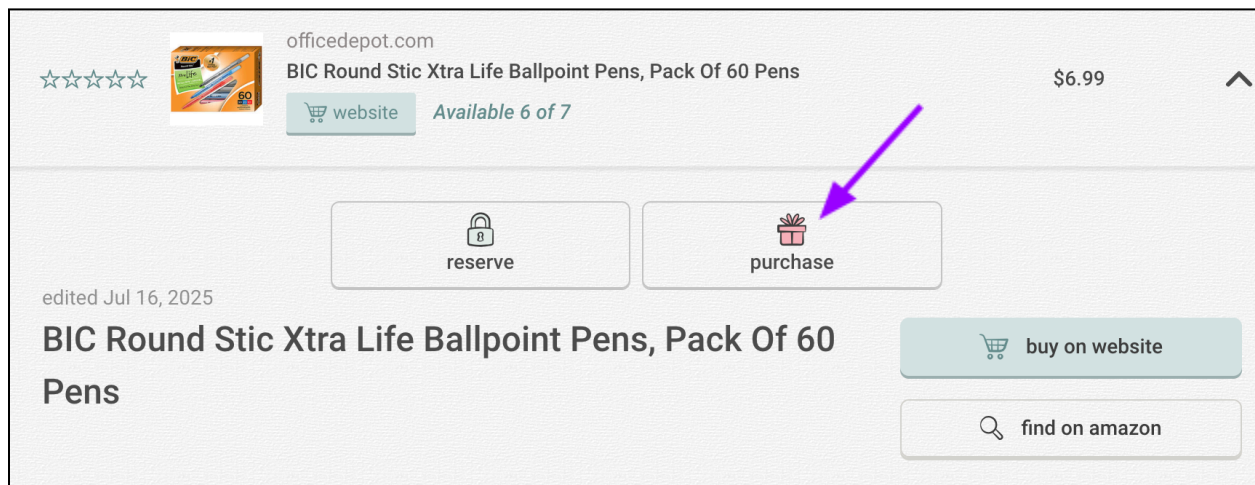 officedepot.com
BIC Round Stic Xtra Life Ballpoint Pens, Pack Of 60 Pens
$6.99
BIC
60
website
Available 6 of 7
reserve
purchase
edited Jul 16, 2025
BIC Round Stic Xtra Life Ballpoint Pens, Pack Of 60
Pens
buy on website
find on amazon